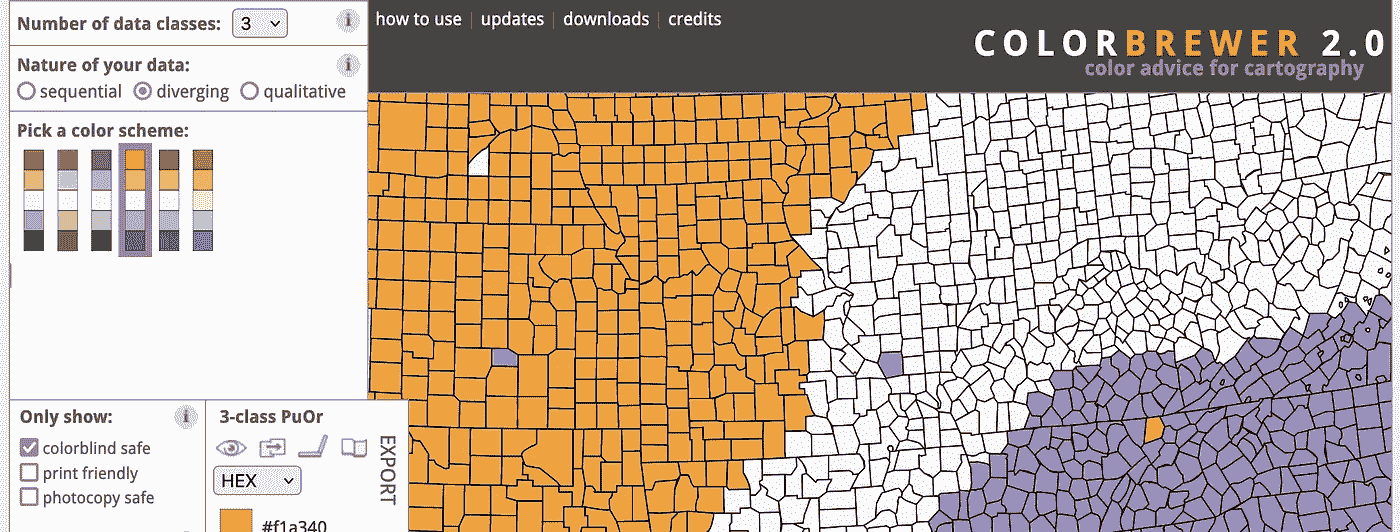 Number of data classes: 3
i
how to use | updates | downloads | credits
COLORBREWER 2.0
color advice for cartography
Nature of your data:
i
sequential diverging qualitative
Pick a color scheme:
Only show:
i
colorblind safe
print friendly
photocopy safe
3-class PuOr
HEX
#f1a340
EXPORT